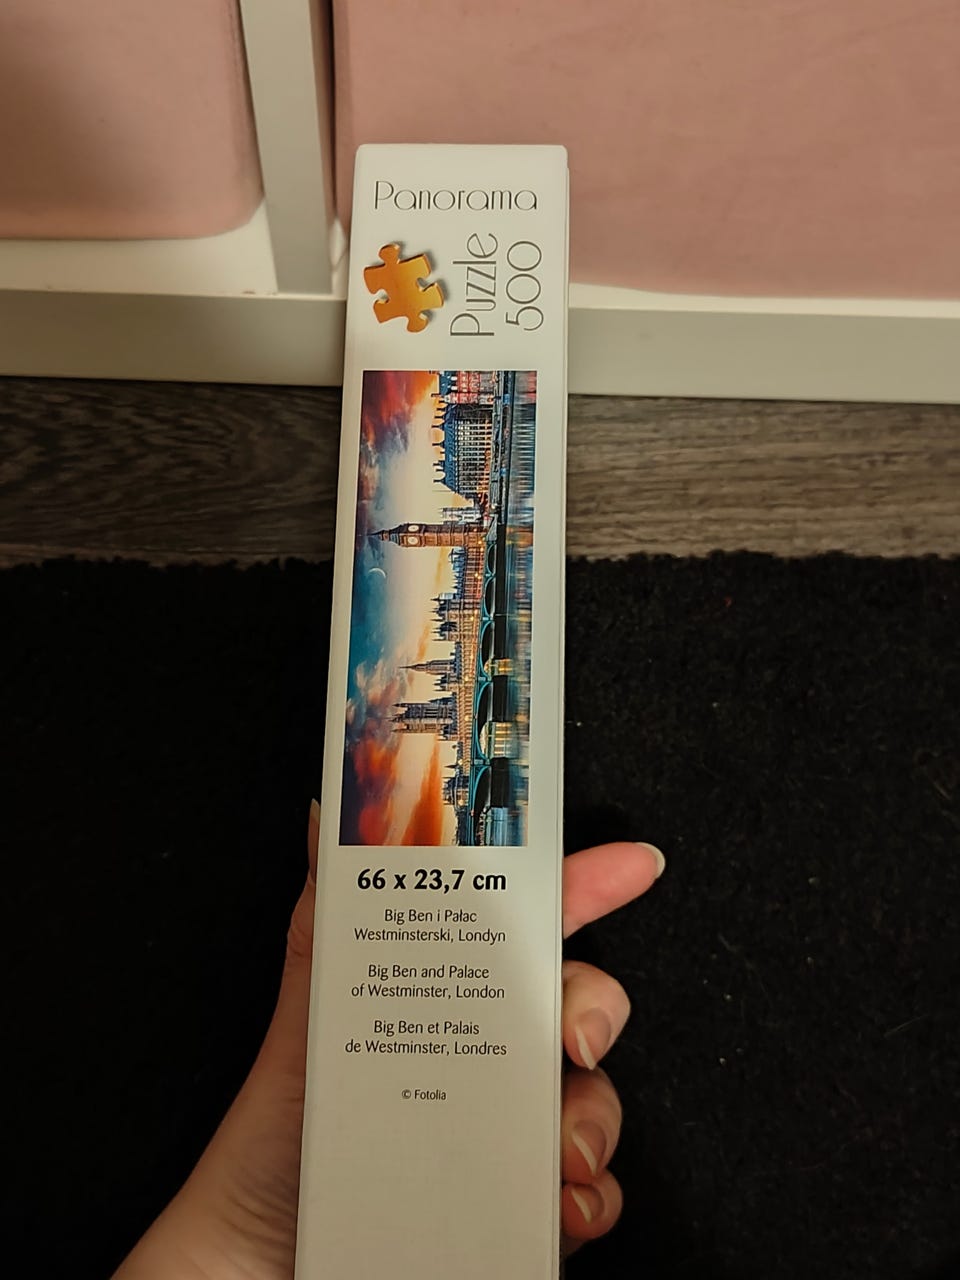 Panorama
Puzzle
500
66 x 23,7 cm
Big Ben i Pałac
Westminsterski, Londyn
Big Ben and Palace
of Westminster, London
Big Ben et Palais
de Westminster, Londres
© Fotolia